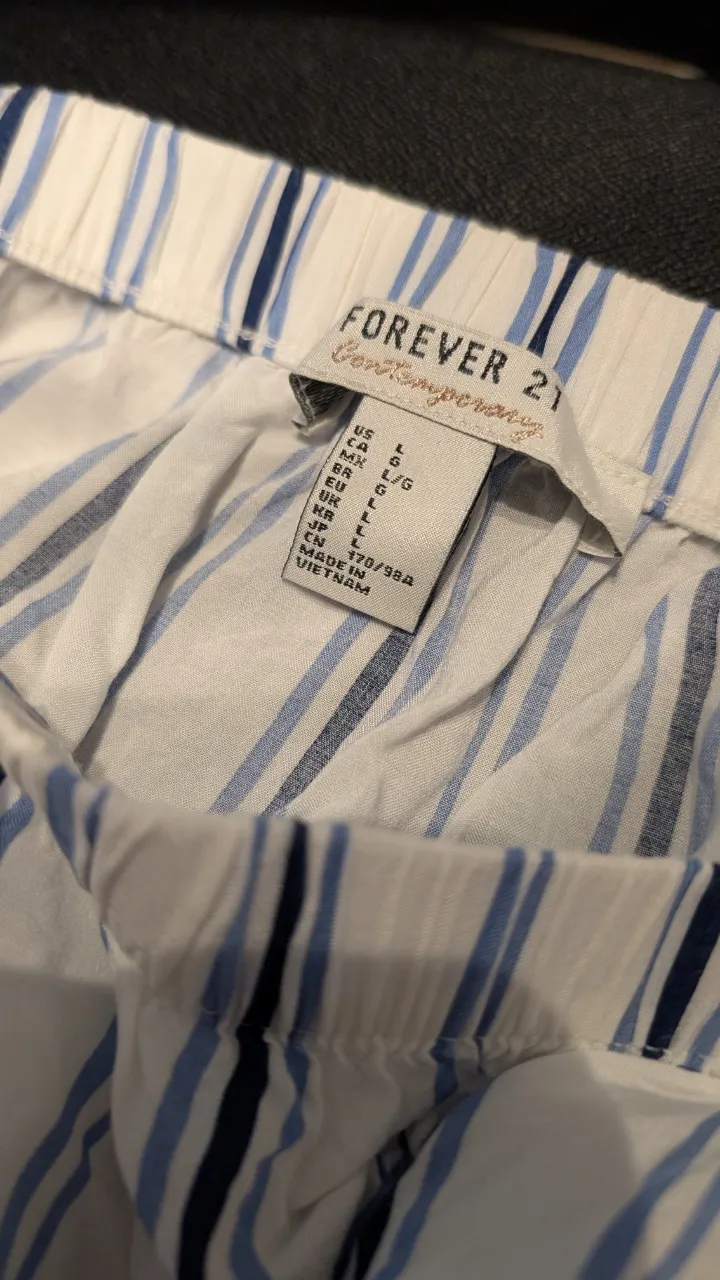 FOREVER 21
Contemporary
US L
CA G
MX L/G
BR G
EU L
UK L
KR L
JP L
CN 170/98A
MADE IN
VIETNAM